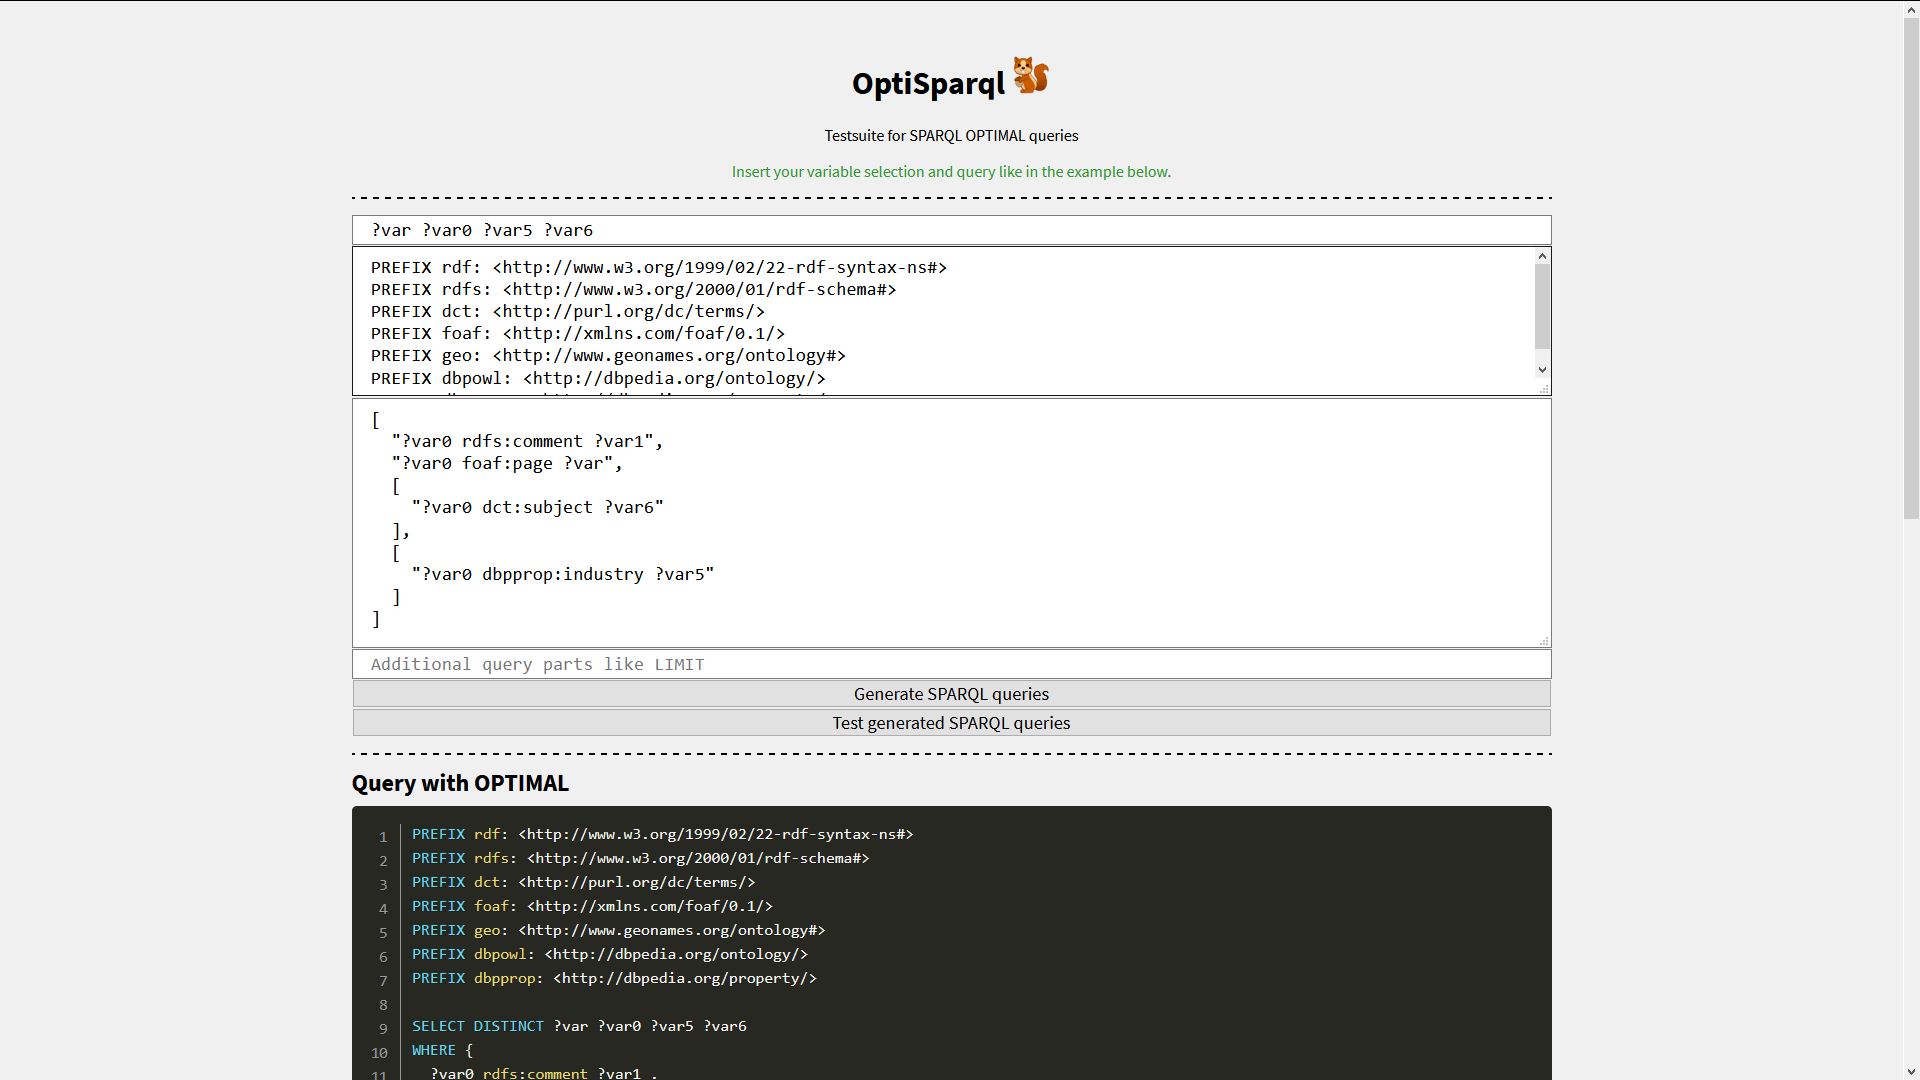 OptiSparql
Testsuite for SPARQL OPTIMAL queries
Insert your variable selection and query like in the example below.
?var ?var0 ?var5 ?var6
PREFIX rdf: <http://www.w3.org/1999/02/22-rdf-syntax-ns#>
PREFIX rdfs: <http://www.w3.org/2000/01/rdf-schema#>
PREFIX dct: <http://purl.org/dc/terms/>
PREFIX foaf: <http://xmlns.com/foaf/0.1/>
PREFIX geo: <http://www.geonames.org/ontology#>
PREFIX dbpowl: <http://dbpedia.org/ontology/>
[
"?var0 rdfs:comment ?var1",
"?var0 foaf:page ?var",
[
"?var0 dct:subject ?var6"
],
[
"?var0 dbpprop:industry ?var5"
]
]
Additional query parts like LIMIT
Generate SPARQL queries
Test generated SPARQL queries
Query with OPTIMAL
1 PREFIX rdf: <http://www.w3.org/1999/02/22-rdf-syntax-ns#>
2 PREFIX rdfs: <http://www.w3.org/2000/01/rdf-schema#>
3 PREFIX dct: <http://purl.org/dc/terms/>
4 PREFIX foaf: <http://xmlns.com/foaf/0.1/>
5 PREFIX geo: <http://www.geonames.org/ontology#>
6 PREFIX dbpowl: <http://dbpedia.org/ontology/>
7 PREFIX dbpprop: <http://dbpedia.org/property/>
8
9 SELECT DISTINCT ?var ?var0 ?var5 ?var6
10 WHERE {
11 ?var0 rdfs:comment ?var1 .